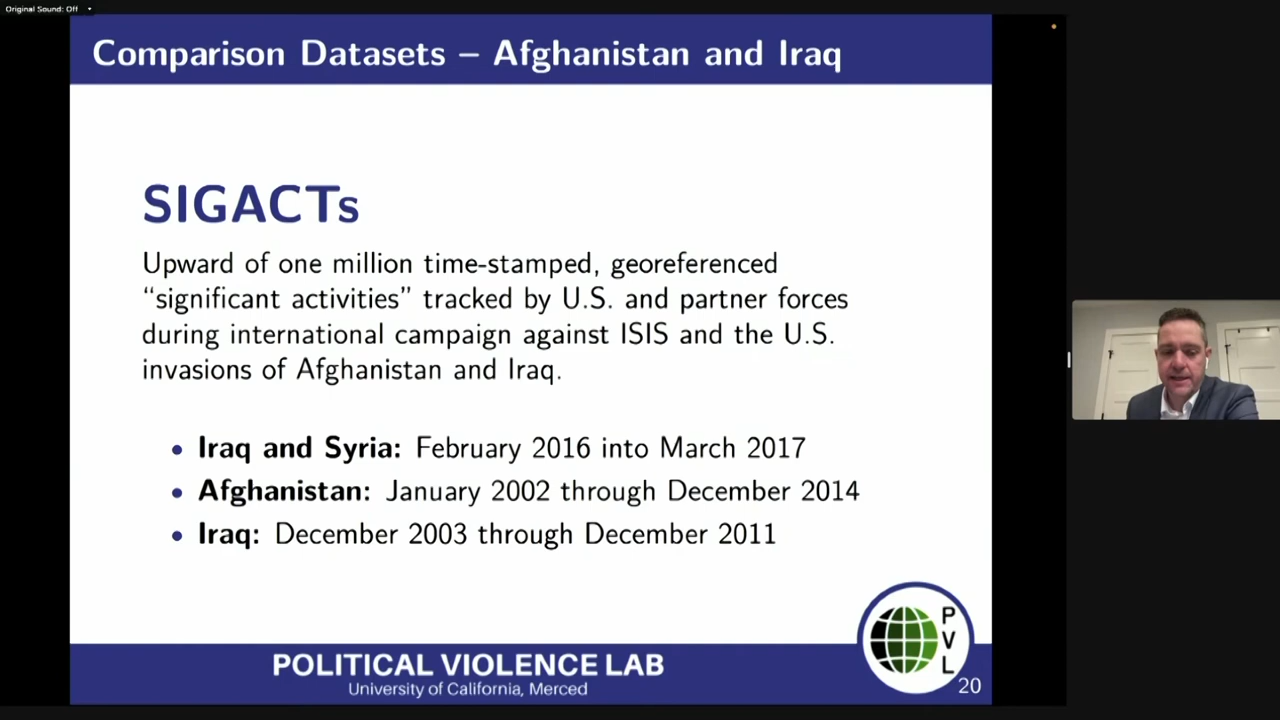 Original Sound: Off
Comparison Datasets – Afghanistan and Iraq
SIGACTs
Upward of one million time-stamped, georeferenced
“significant activities” tracked by U.S. and partner forces
during international campaign against ISIS and the U.S.
invasions of Afghanistan and Iraq.
• Iraq and Syria: February 2016 into March 2017
• Afghanistan: January 2002 through December 2014
• Iraq: December 2003 through December 2011
POLITICAL VIOLENCE LAB
University of California, Merced
P
V
L
20